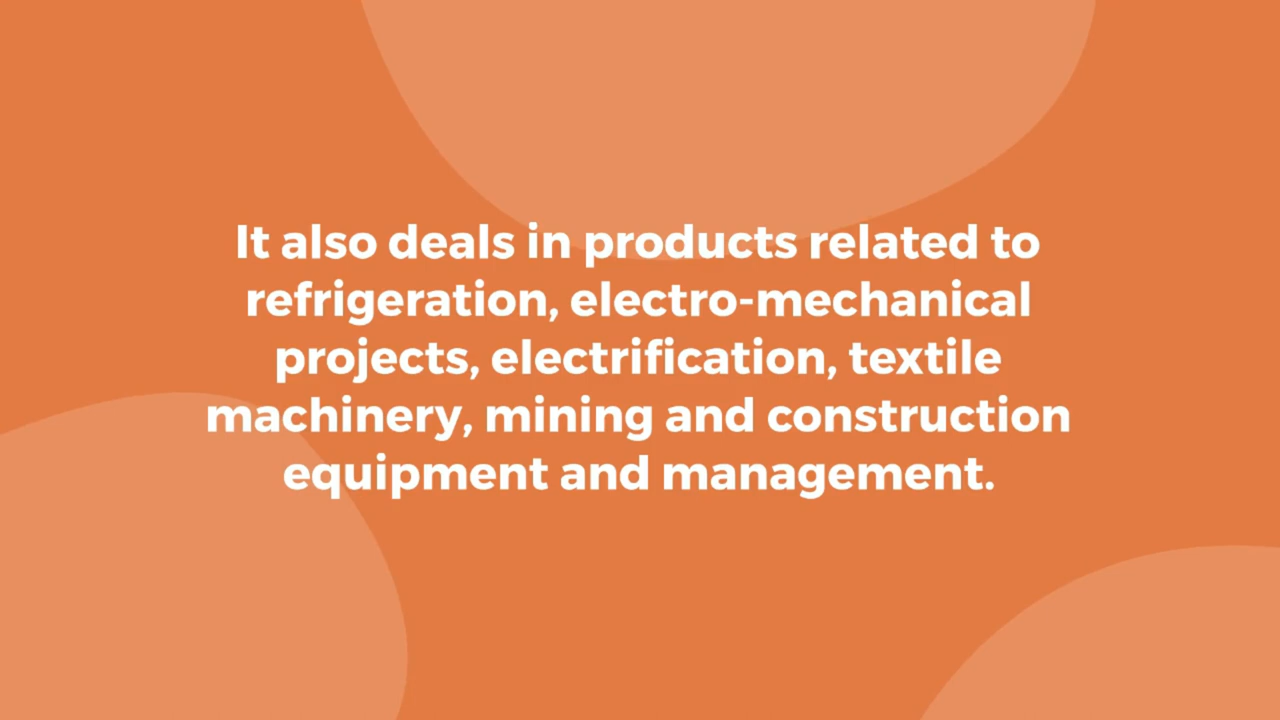 It also deals in products related to
refrigeration, electro-mechanical
projects, electrification, textile
machinery, mining and construction
equipment and management.